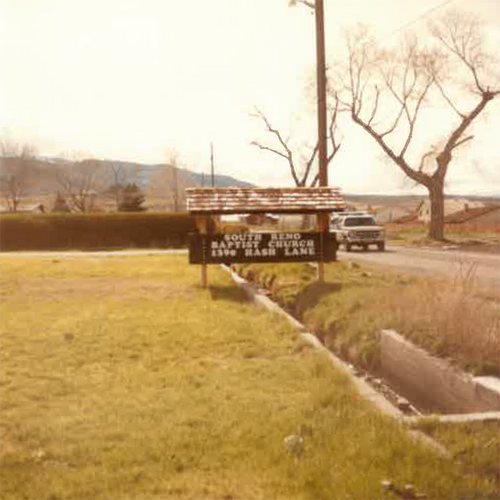 SOUTH RENO
BAPTIST CHURCH
1390 HASH LANE